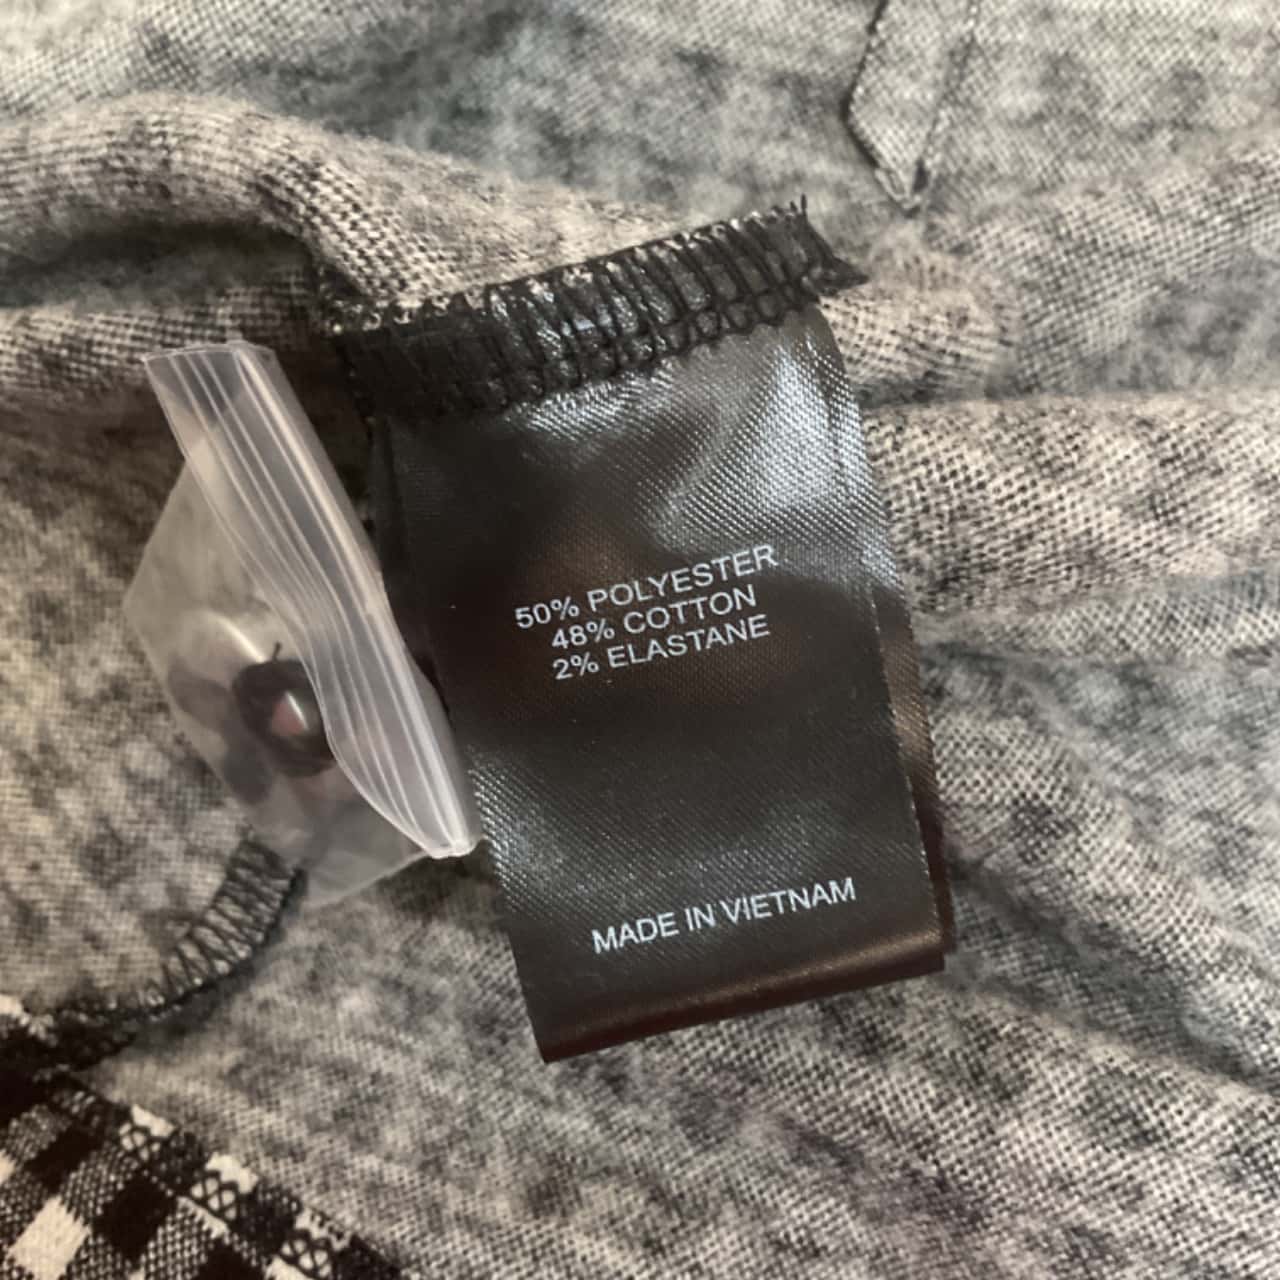 50% POLYESTER
48% COTTON
2% ELASTANE
MADE IN VIETNAM